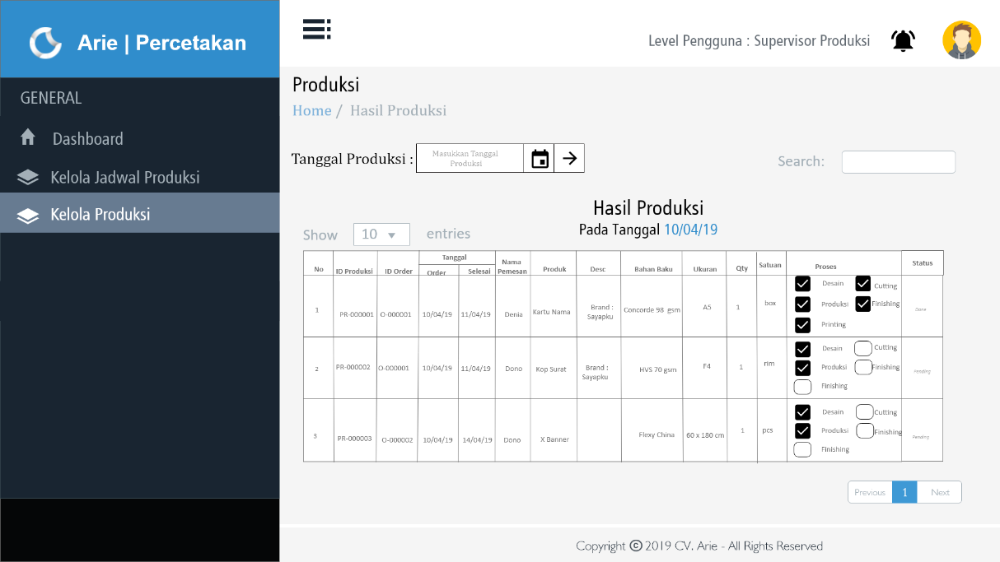 Arie | Percetakan
Level Pengguna : Supervisor Produksi
GENERAL
Dashboard
Kelola Jadwal Produksi
Kelola Produksi
Produksi
Home / Hasil Produksi
Tanggal Produksi :
Masukkan Tanggal
Produksi
Search:
Hasil Produksi
Pada Tanggal 10/04/19
Show 10 entries
No ID Produksi ID Order Tanggal Order Selesai Nama Pemesan Produk Desc Bahan Baku Ukuran Qty Satuan Proses Status
1 PR-000001 O-000001 10/04/19 11/04/19 Denia Kartu Nama Brand : Sayapku Concorde 98 gsm A5 1 box Desain Cutting Produksi Finishing Printing Done
2 PR-000002 O-000001 10/04/19 11/04/19 Dono Kop Surat Brand : Sayapku HVS 70 gsm F4 1 rim Desain Cutting Produksi Finishing Finishing Pending
3 PR-000003 O-000002 10/04/19 14/04/19 Dono X Banner Flexy China 60 x 180 cm 1 pcs Desain Cutting Produksi Finishing Finishing Pending
Previous 1 Next
Copyright © 2019 CV. Arie - All Rights Reserved